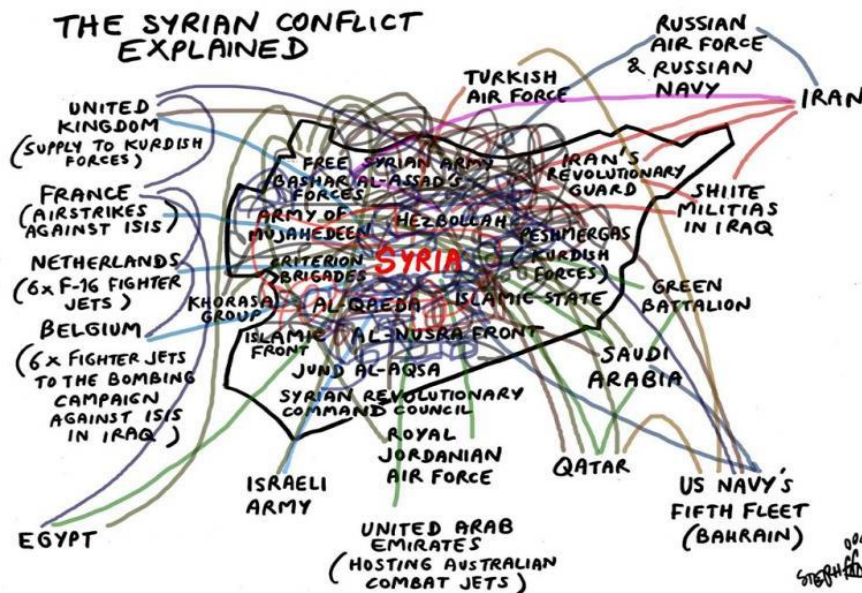 THE SYRIAN CONFLICT
EXPLAINED
UNITED
KINGDOM
(SUPPLY TO KURDISH
FORCES)
FRANCE
(AIRSTRIKES
AGAINST ISIS)
NETHERLANDS
(6x F-16 FIGHTER
JETS)
BELGIUM
(6x FIGHTER JETS
TO THE BOMBING
CAMPAIGN
AGAINST ISIS
IN IRAQ)
EGYPT
TURKISH
AIR FORCE
RUSSIAN
AIR FORCE
& RUSSIAN
NAVY
IRAN
FREE SYRIAN ARMY
BASHAR AL-ASSAD'S
FORCES
ARMY OF
MUJAHEDEEN
HEZBOLLAH
IRAN'S
REVOLUTIONARY
GUARD
SHIITE
MILITIAS
IN IRAQ
CRITERION
BRIGADES
SYRIA
PESHMERGAS
(KURDISH
FORCES)
KHORASA
GROUP
AL-QAEDA
ISLAMIC STATE
GREEN
BATTALION
ISLAMIC
FRONT
AL-NUSRA FRONT
JUND AL-AQSA
SYRIAN REVOLUTIONARY
COMMAND COUNCIL
SAUDI
ARABIA
ISRAELI
ARMY
ROYAL
JORDANIAN
AIR FORCE
UNITED ARAB
EMIRATES
(HOSTING AUSTRALIAN
COMBAT JETS)
QATAR
US NAVY'S
FIFTH FLEET
(BAHRAIN)